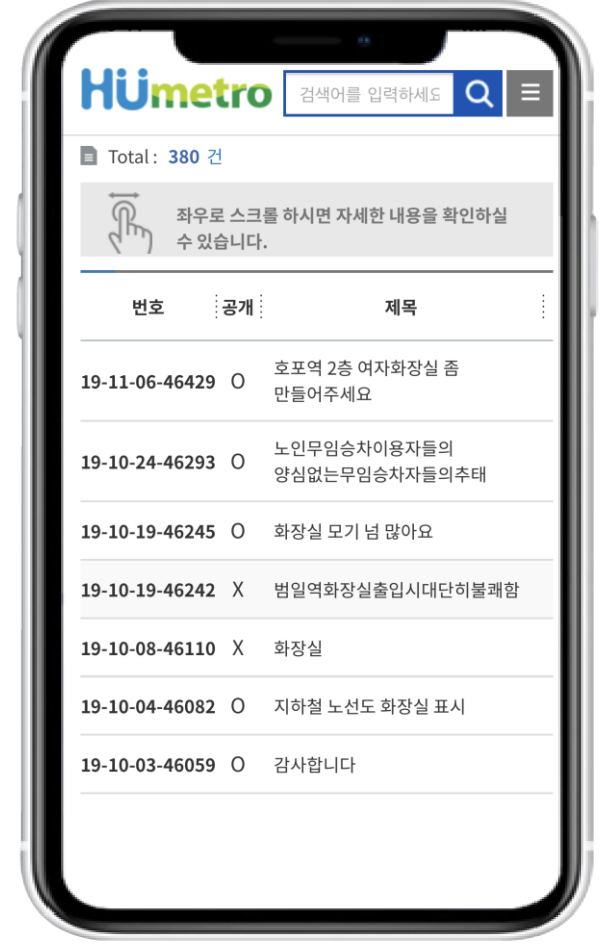 HÜmetro
검색어를 입력하세요
Total : 380 건
좌우로 스크롤 하시면 자세한 내용을 확인하실
수 있습니다.
번호 공개 제목
19-11-06-46429 O 호포역 2층 여자화장실 좀
만들어주세요
19-10-24-46293 O 노인무임승차이용자들의
양심없는무임승차자들의추태
19-10-19-46245 O 화장실 모기 넘 많아요
19-10-19-46242 X 범일역화장실출입시대단히불쾌함
19-10-08-46110 X 화장실
19-10-04-46082 O 지하철 노선도 화장실 표시
19-10-03-46059 O 감사합니다